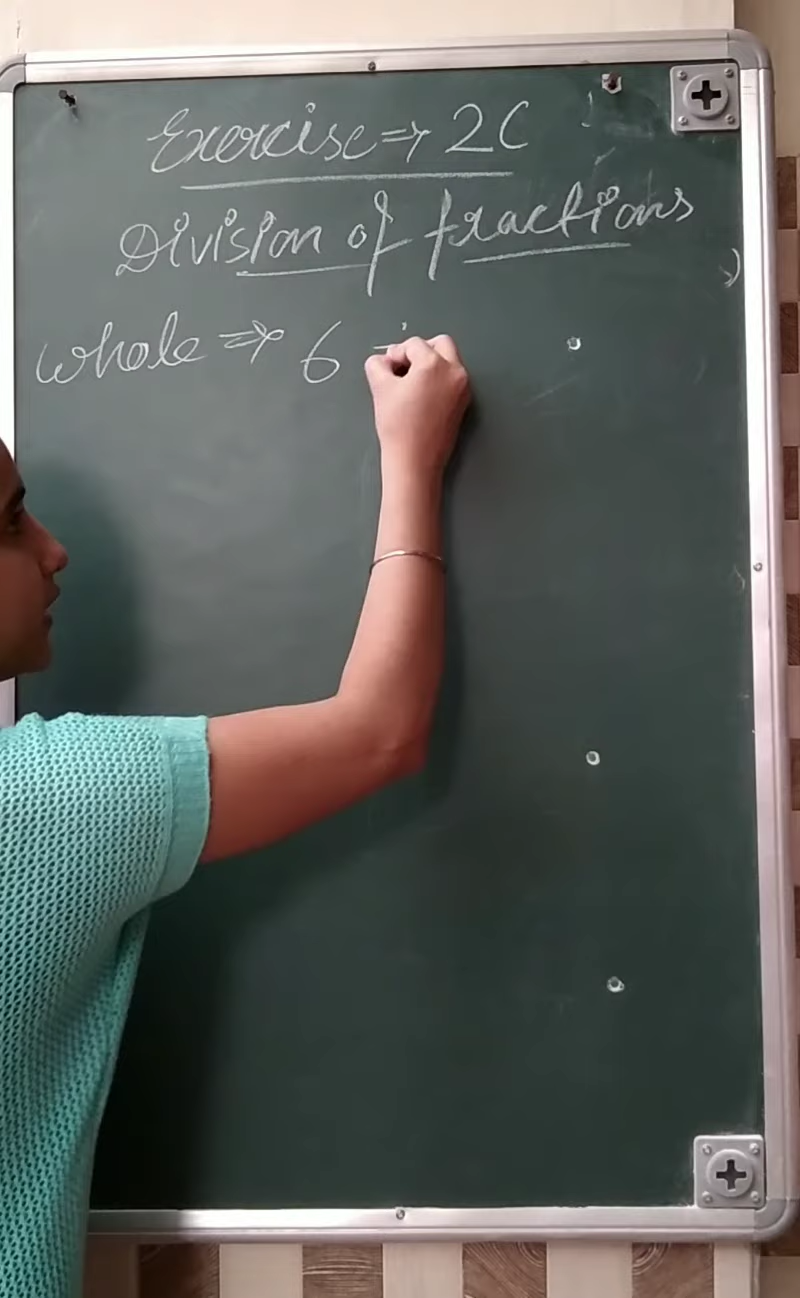 Exercise ⇒ 2C
Division of fractions
whole ⇒ 6 ÷